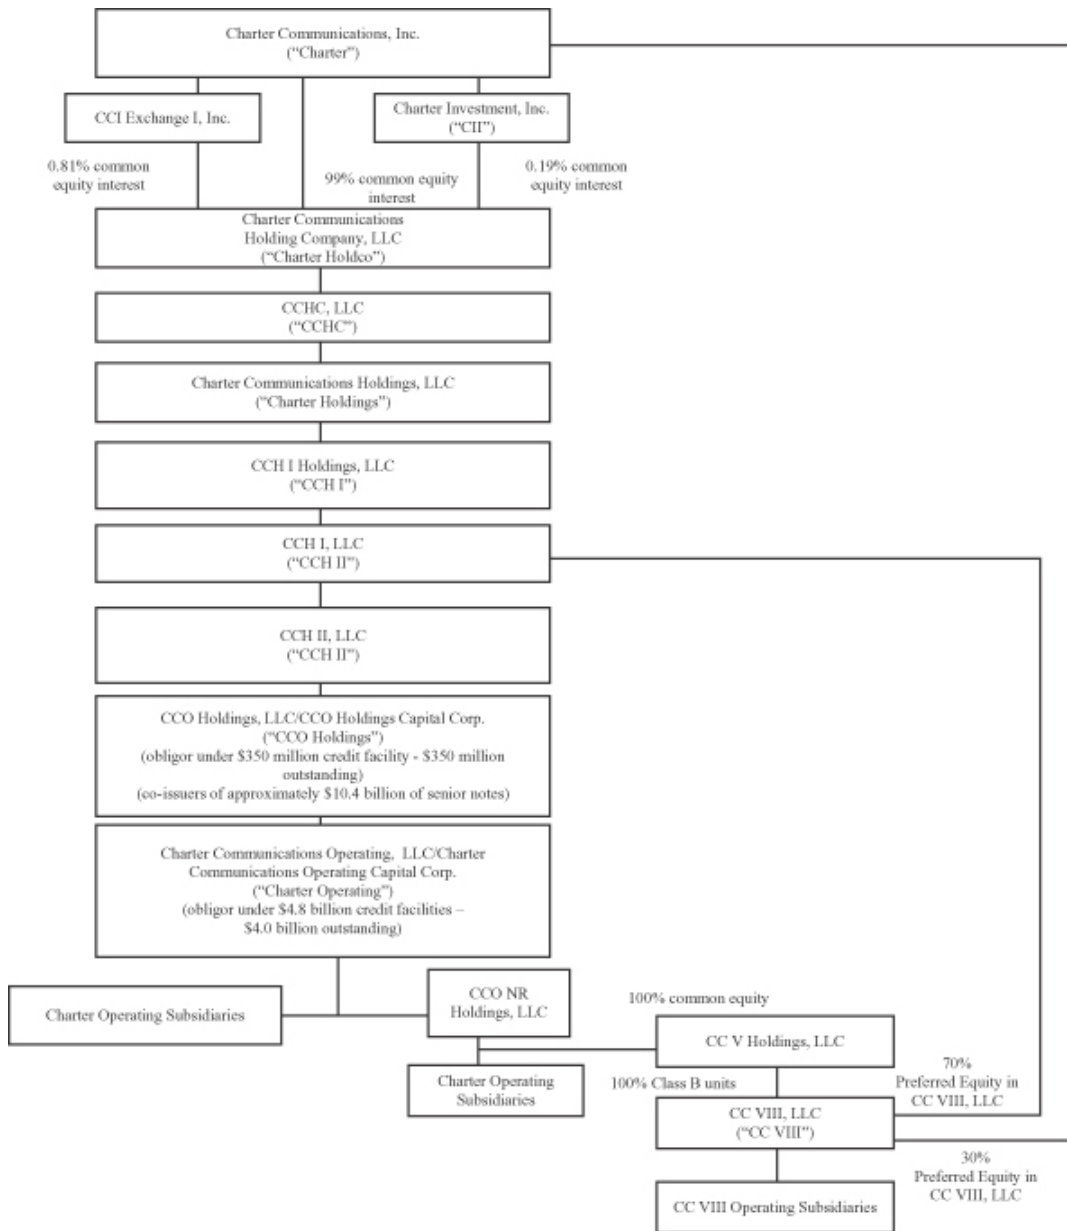 Charter Communications, Inc.
(“Charter”)
CCI Exchange I, Inc.
Charter Investment, Inc.
(“CII”)
0.81% common
equity interest
99% common equity
interest
0.19% common
equity interest
Charter Communications
Holding Company, LLC
(“Charter Holdco”)
CCHC, LLC
(“CCHC”)
Charter Communications Holdings, LLC
(“Charter Holdings”)
CCH I Holdings, LLC
(“CCH I”)
CCH I, LLC
(“CCH II”)
CCH II, LLC
(“CCH II”)
CCO Holdings, LLC/CCO Holdings Capital Corp.
(“CCO Holdings”)
(obligor under $350 million credit facility - $350 million
outstanding)
(co-issuers of approximately $10.4 billion of senior notes)
Charter Communications Operating, LLC/Charter
Communications Operating Capital Corp.
(“Charter Operating”)
(obligor under $4.8 billion credit facilities –
$4.0 billion outstanding)
Charter Operating Subsidiaries
CCO NR
Holdings, LLC
100% common equity
CC V Holdings, LLC
Charter Operating
Subsidiaries
100% Class B units
70%
Preferred Equity in
CC VIII, LLC
CC VIII, LLC
(“CC VIII”)
30%
Preferred Equity in
CC VIII, LLC
CC VIII Operating Subsidiaries